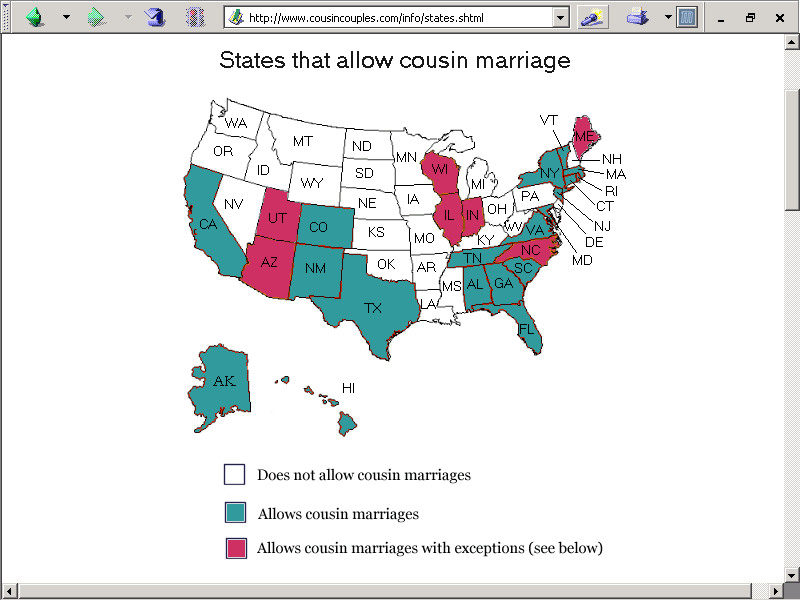 http://www.cousincouples.com/info/states.shtml
States that allow cousin marriage
WA
MT
ND
MN
VT
ME
OR
ID
SD
WI
MI
NY
NH
MA
RI
CT
NJ
DE
MD
WY
NV
NE
IA
IL
IN
OH
PA
CA
UT
CO
KS
MO
KY
WV
VA
AZ
NM
OK
AR
TN
NC
SC
TX
LA
MS
AL
GA
FL
AK
HI
Does not allow cousin marriages
Allows cousin marriages
Allows cousin marriages with exceptions (see below)